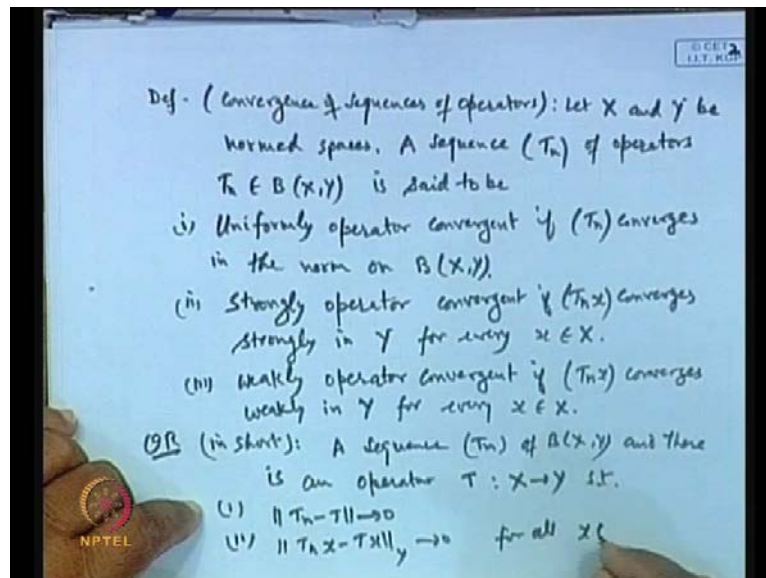 © CET
I.I.T. KGP
2
Def - (Convergence of Sequences of operators): Let X and Y be
normed spaces. A sequence (Tn) of operators
Tn ∈ B(X,Y) is said to be
(i) Uniformly operator convergent if (Tn) converges
in the norm on B(X,Y).
(ii) Strongly operator convergent if (Tnx) converges
strongly in Y for every x ∈ X.
(iii) Weakly operator convergent if (Tnx) converges
weakly in Y for every x ∈ X.
OR (in short): A sequence (Tn) of B(X,Y) and there
is an operator T : X→Y s.t.
(i) ||Tn-T||→0
(ii) ||Tnx-Tx||y →0 for all x ∈
NPTEL